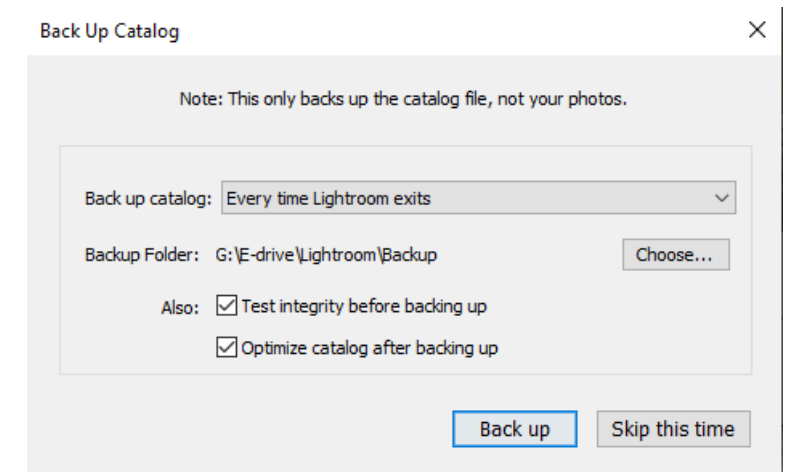 Back Up Catalog
Note: This only backs up the catalog file, not your photos.
Back up catalog: Every time Lightroom exits
Backup Folder: G:\E-drive\Lightroom\Backup Choose...
Also: Test integrity before backing up
Optimize catalog after backing up
Back up Skip this time